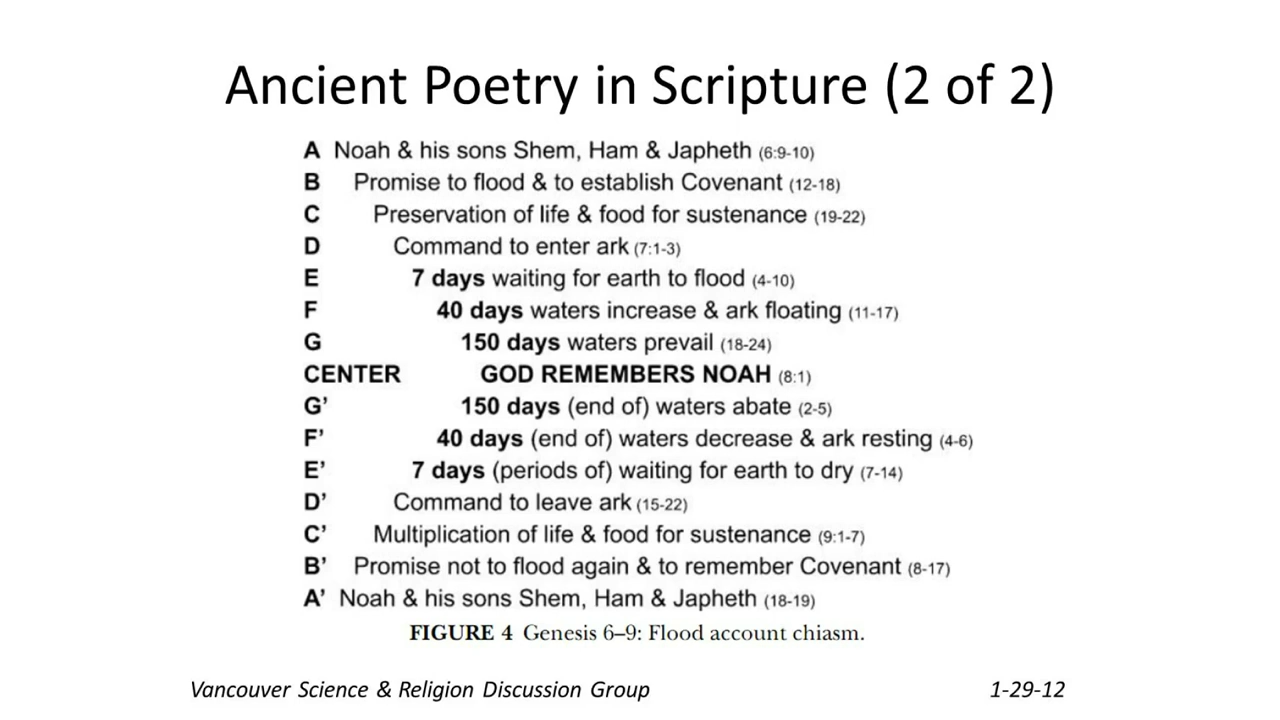 Ancient Poetry in Scripture (2 of 2)
A Noah & his sons Shem, Ham & Japheth (6:9-10)
B Promise to flood & to establish Covenant (12-18)
C Preservation of life & food for sustenance (19-22)
D Command to enter ark (7:1-3)
E 7 days waiting for earth to flood (4-10)
F 40 days waters increase & ark floating (11-17)
G 150 days waters prevail (18-24)
CENTER GOD REMEMBERS NOAH (8:1)
G’ 150 days (end of) waters abate (2-5)
F’ 40 days (end of) waters decrease & ark resting (4-6)
E’ 7 days (periods of) waiting for earth to dry (7-14)
D’ Command to leave ark (15-22)
C’ Multiplication of life & food for sustenance (9:1-7)
B’ Promise not to flood again & to remember Covenant (8-17)
A’ Noah & his sons Shem, Ham & Japheth (18-19)
FIGURE 4 Genesis 6–9: Flood account chiasm.
Vancouver Science & Religion Discussion Group 1-29-12